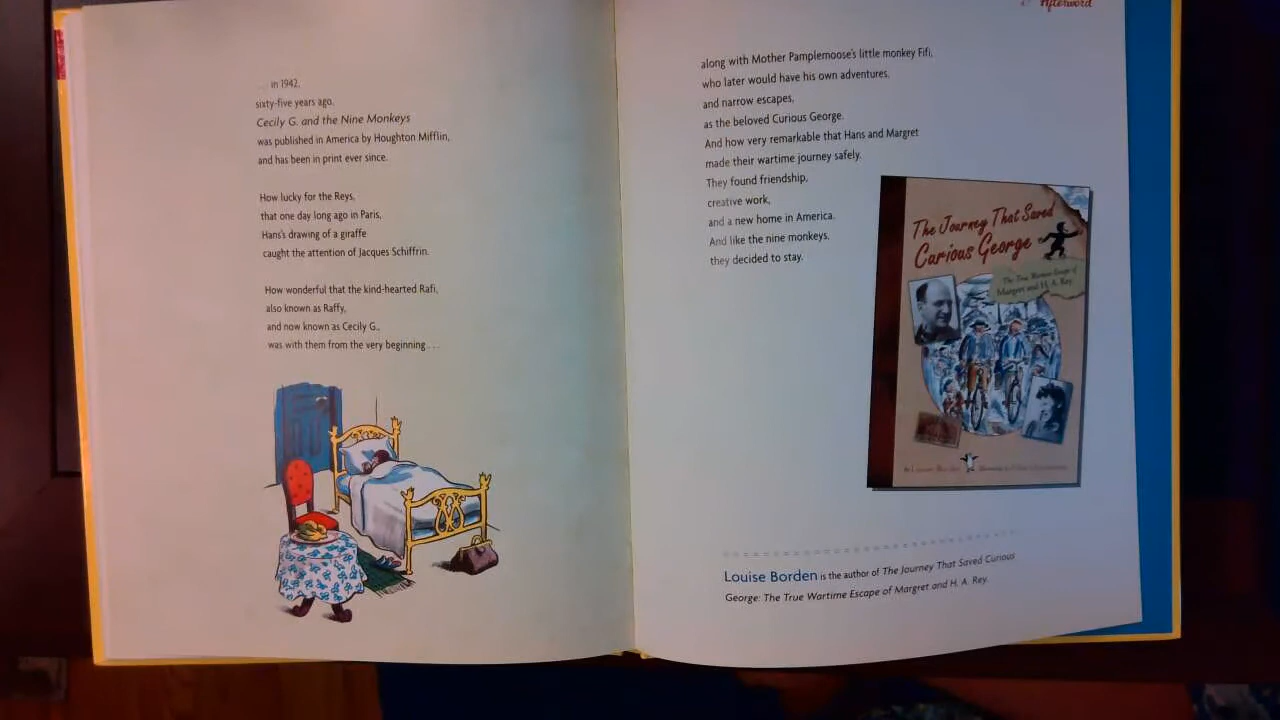 ... in 1942,
sixty-five years ago,
Cecily G. and the Nine Monkeys
was published in America by Houghton Mifflin,
and has been in print ever since.
How lucky for the Reys,
that one day long ago in Paris,
Hans's drawing of a giraffe
caught the attention of Jacques Schiffrin.
How wonderful that the kind-hearted Rafi,
also known as Raffy,
and now known as Cecily G.,
was with them from the very beginning . . .
Afterword
along with Mother Pamplemoose's little monkey Fifi,
who later would have his own adventures,
and narrow escapes,
as the beloved Curious George.
And how very remarkable that Hans and Margret
made their wartime journey safely.
They found friendship,
creative work,
and a new home in America.
And like the nine monkeys,
they decided to stay.
The Journey That Saved
Curious George
The True Wartime Escape of
Margret and H. A. Rey
by Louise Borden
Louise Borden is the author of The Journey That Saved Curious
George: The True Wartime Escape of Margret and H. A. Rey.